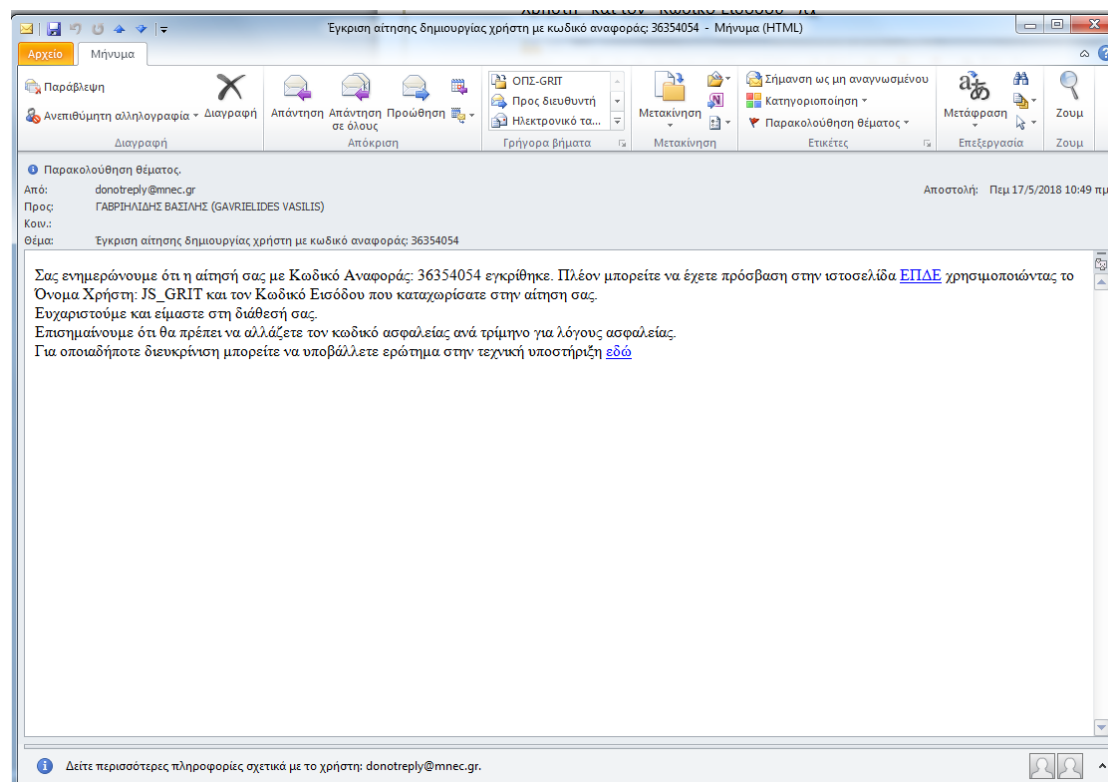 Έγκριση αίτησης δημιουργίας χρήστη με κωδικό αναφοράς: 36354054 - Μήνυμα (HTML)
Αρχείο Μήνυμα
Παράβλεψη
Ανεπιθύμητη αλληλογραφία
Διαγραφή
Διαγραφή
Απάντηση
Απάντηση σε όλους
Προώθηση
Απόκριση
ΟΠΣ-GRIT
Προς διευθυντή
Ηλεκτρονικό τα...
Γρήγορα βήματα
Μετακίνηση
Μετακίνηση
Σήμανση ως μη αναγνωσμένου
Κατηγοριοποίηση
Παρακολούθηση θέματος
Ετικέτες
Μετάφραση
Επεξεργασία
Ζουμ
Ζουμ
Παρακολούθηση θέματος.
Από: donotreply@mnec.gr Αποστολή: Πεμ 17/5/2018 10:49 πμ
Προς: ΓΑΒΡΙΗΛΙΔΗΣ ΒΑΣΙΛΗΣ (GAVRIELIDES VASILIS)
Κοιν.:
Θέμα: Έγκριση αίτησης δημιουργίας χρήστη με κωδικό αναφοράς: 36354054
Σας ενημερώνουμε ότι η αίτησή σας με Κωδικό Αναφοράς: 36354054 εγκρίθηκε. Πλέον μπορείτε να έχετε πρόσβαση στην ιστοσελίδα ΕΠΔΕ χρησιμοποιώντας το
Όνομα Χρήστη: JS_GRIT και τον Κωδικό Εισόδου που καταχωρίσατε στην αίτηση σας.
Ευχαριστούμε και είμαστε στη διάθεσή σας.
Επισημαίνουμε ότι θα πρέπει να αλλάζετε τον κωδικό ασφαλείας ανά τρίμηνο για λόγους ασφαλείας.
Για οποιαδήποτε διευκρίνιση μπορείτε να υποβάλλετε ερώτημα στην τεχνική υποστήριξη εδώ
Δείτε περισσότερες πληροφορίες σχετικά με το χρήστη: donotreply@mnec.gr.